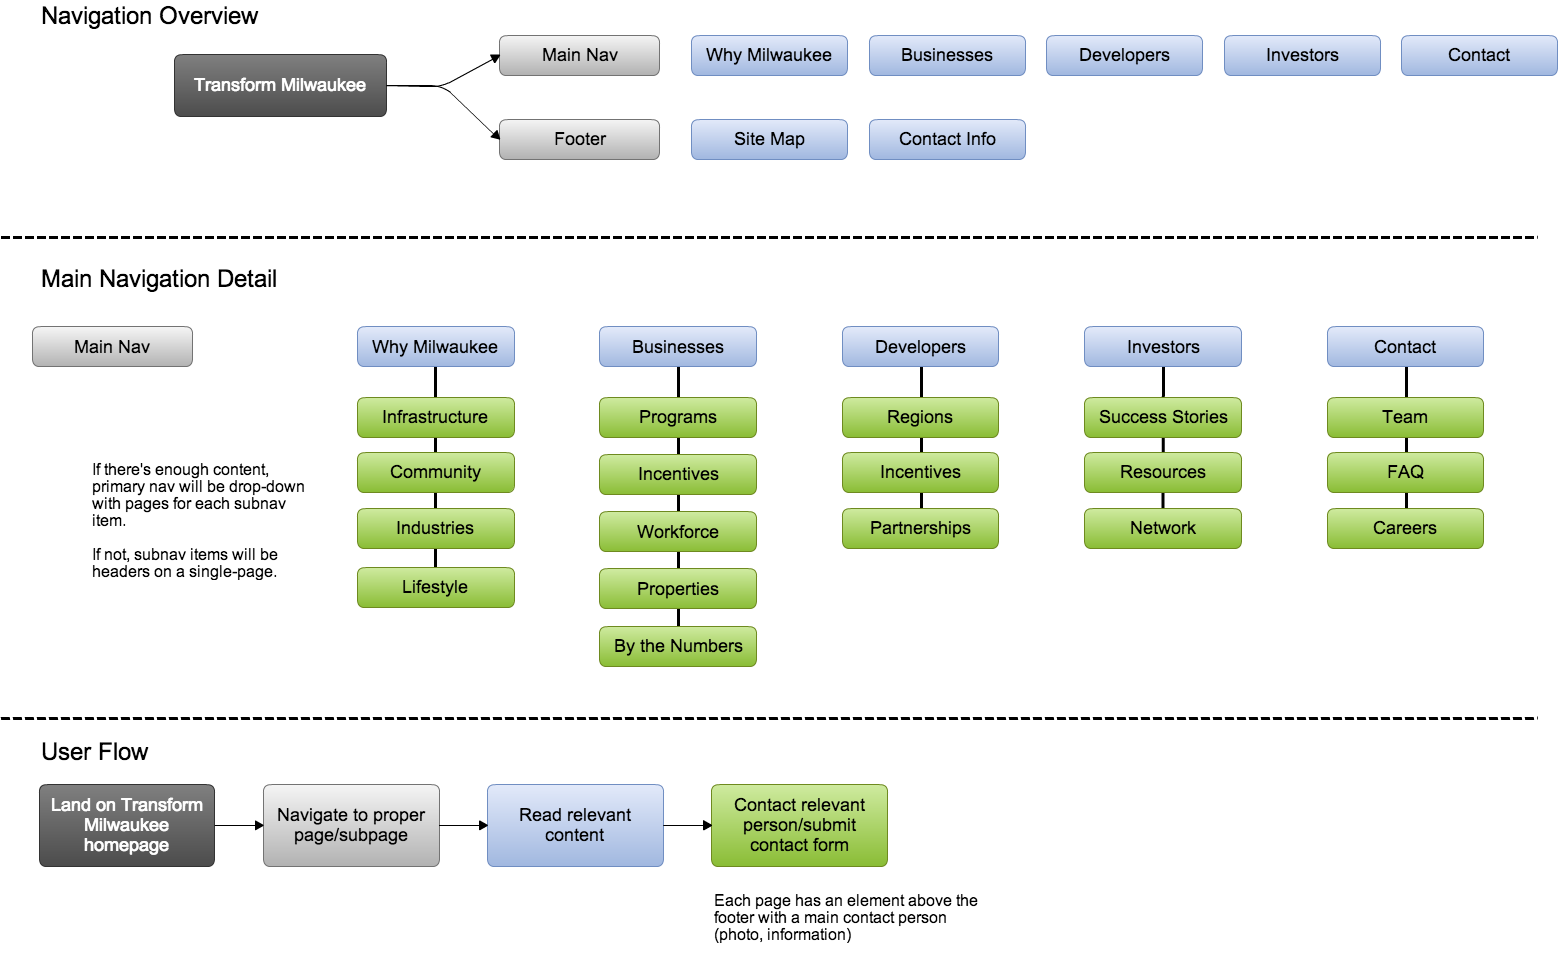 Navigation Overview
Transform Milwaukee
Main Nav
Why Milwaukee
Businesses
Developers
Investors
Contact
Footer
Site Map
Contact Info
Main Navigation Detail
Main Nav
If there's enough content,
primary nav will be drop-down
with pages for each subnav
item.
If not, subnav items will be
headers on a single-page.
Why Milwaukee
Infrastructure
Community
Industries
Lifestyle
Businesses
Programs
Incentives
Workforce
Properties
By the Numbers
Developers
Regions
Incentives
Partnerships
Investors
Success Stories
Resources
Network
Contact
Team
FAQ
Careers
User Flow
Land on Transform
Milwaukee
homepage
Navigate to proper
page/subpage
Read relevant
content
Contact relevant
person/submit
contact form
Each page has an element above the
footer with a main contact person
(photo, information)